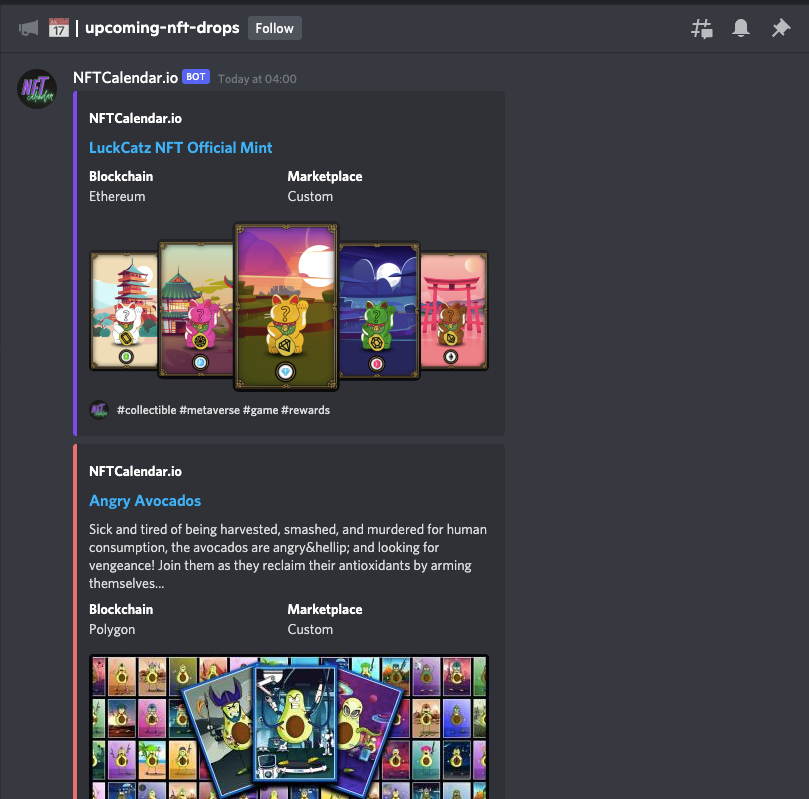 17 | upcoming-nft-drops Follow
NFTCalendar.io BOT Today at 04:00
NFTCalendar.io
LuckCatz NFT Official Mint
Blockchain Marketplace
Ethereum Custom
#collectible #metaverse #game #rewards
NFTCalendar.io
Angry Avocados
Sick and tired of being harvested, smashed, and murdered for human
consumption, the avocados are angry&hellip; and looking for
vengeance! Join them as they reclaim their antioxidants by arming
themselves...
Blockchain Marketplace
Polygon Custom